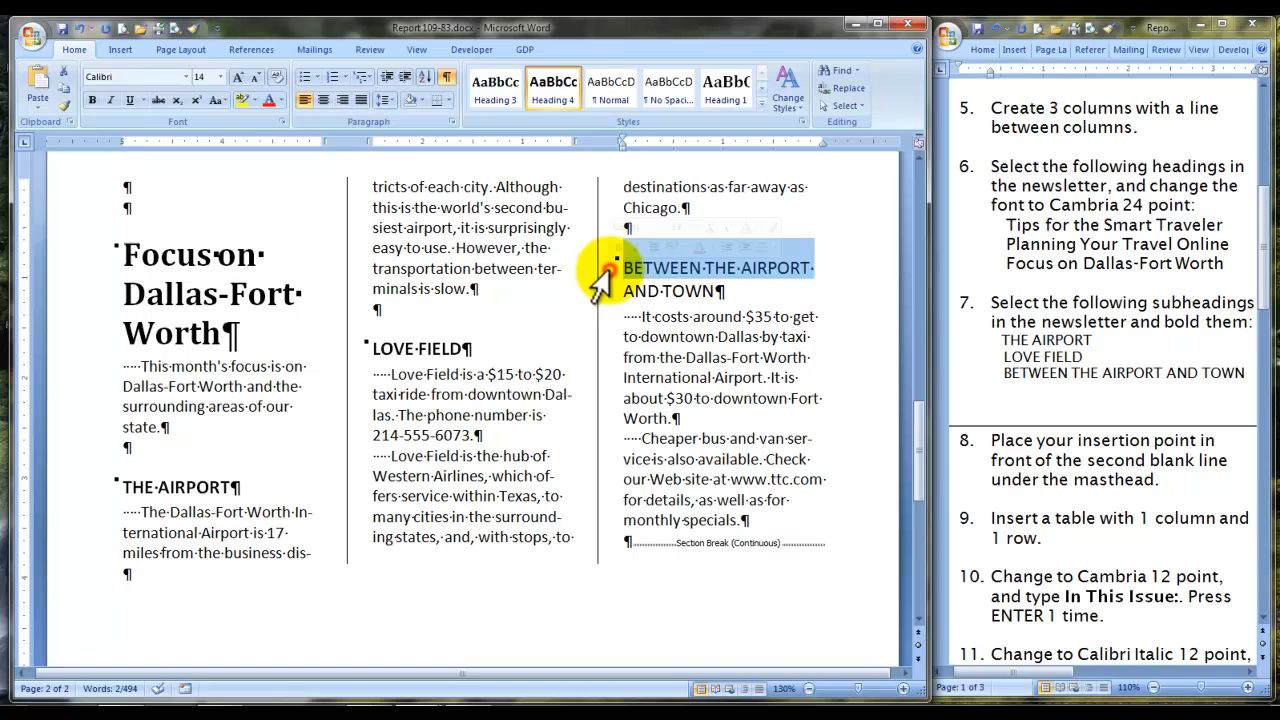 Report 109-83.docx - Microsoft Word
Repo...
Home Insert Page Layout References Mailings Review View Developer GDP
Home Insert Page La Referer Mailing Review View Develop
Calibri 14
Paste
Clipboard Font Paragraph Styles Editing
AaBbCc AaBbCc AaBbCcD AaBbCcD AaBbC
Heading 3 Heading 4 ¶ Normal ¶ No Spaci... Heading 1
Change
Styles
Find
Replace
Select
¶
¶
Focus·on·
Dallas-Fort·
Worth¶
·····This·month's·focus·is·on·
Dallas-Fort·Worth·and·the·
surrounding·areas·of·our·
state.¶
¶
THE·AIRPORT¶
·····The·Dallas-Fort·Worth·In-
ternational·Airport·is·17·
miles·from·the·business·dis-
¶
tricts·of·each·city.·Although·
this·is·the·world's·second·bu-
siest·airport,·it·is·surprisingly·
easy·to·use.·However,·the·
transportation·between·ter-
minals·is·slow.¶
¶
LOVE·FIELD¶
·····Love·Field·is·a·$15·to·$20·
taxi·ride·from·downtown·Dal-
las.·The·phone·number·is·
214-555-6073.¶
·····Love·Field·is·the·hub·of·
Western·Airlines,·which·of-
fers·service·within·Texas,·to·
many·cities·in·the·surround-
ing·states,·and,·with·stops,·to·
destinations·as·far·away·as·
Chicago.¶
¶
BETWEEN·THE·AIRPORT·
AND·TOWN¶
·····It·costs·around·$35·to·get·
to·downtown·Dallas·by·taxi·
from·the·Dallas-Fort·Worth·
International·Airport.·It·is·
about·$30·to·downtown·Fort·
Worth.¶
·····Cheaper·bus·and·van·ser-
vice·is·also·available.·Check·
our·Web·site·at·www.ttc.com·
for·details,·as·well·as·for·
monthly·specials.¶
¶Section Break (Continuous)
5. Create 3 columns with a line
between columns.
6. Select the following headings in
the newsletter, and change the
font to Cambria 24 point:
Tips for the Smart Traveler
Planning Your Travel Online
Focus on Dallas-Fort Worth
7. Select the following subheadings
in the newsletter and bold them:
THE AIRPORT
LOVE FIELD
BETWEEN THE AIRPORT AND TOWN
8. Place your insertion point in
front of the second blank line
under the masthead.
9. Insert a table with 1 column and
1 row.
10. Change to Cambria 12 point,
and type In This Issue:. Press
ENTER 1 time.
11. Change to Calibri Italic 12 point,
Page: 2 of 2 Words: 2/494 130%
Page: 1 of 3 110%